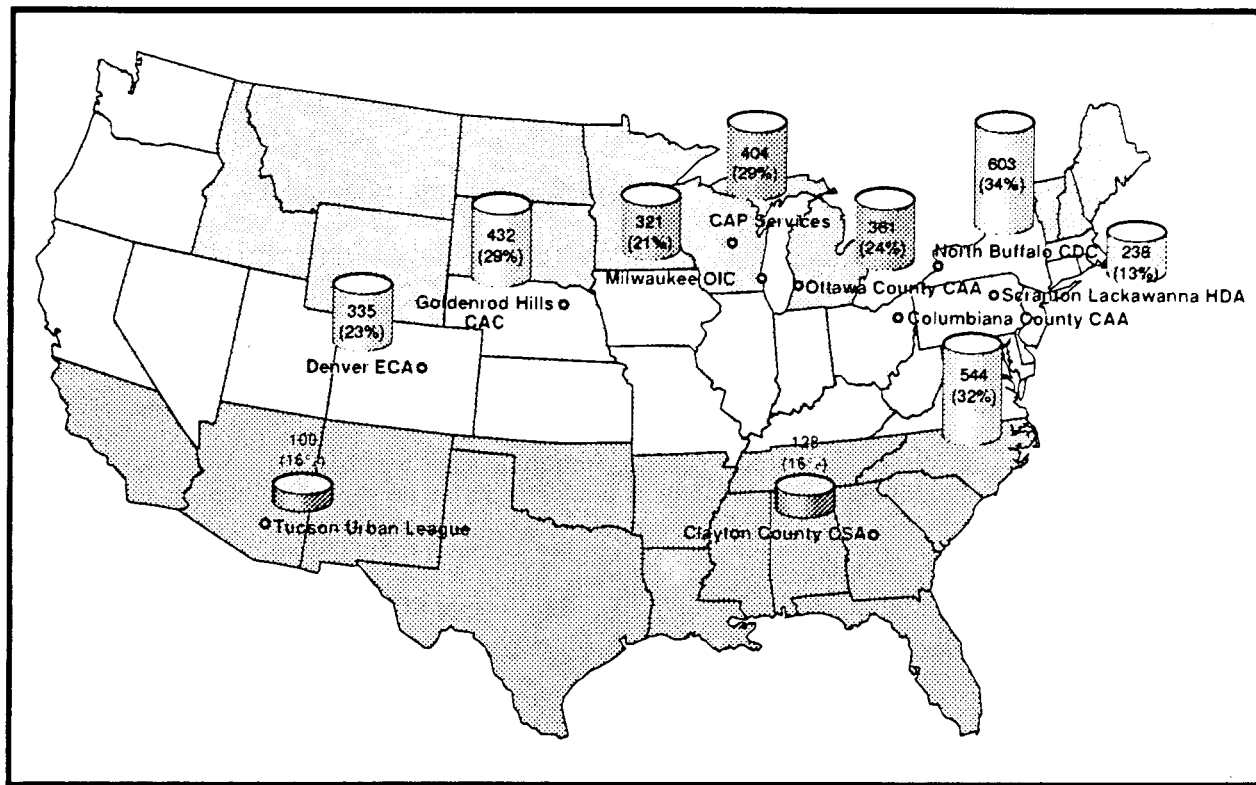 404
(29%)
603
(34%)
432
(29%)
321
(21%)
CAP Services
361
(24%)
North Buffalo CDC
238
(13%)
335
(23%)
Goldenrod Hills
CAC
Milwaukee OIC
Ottawa County CAA
Scranton Lackawanna HDA
Columbiana County CAA
Denver ECA
544
(32%)
100
(16%)
128
(16%)
Tucson Urban League
Clayton County CSA